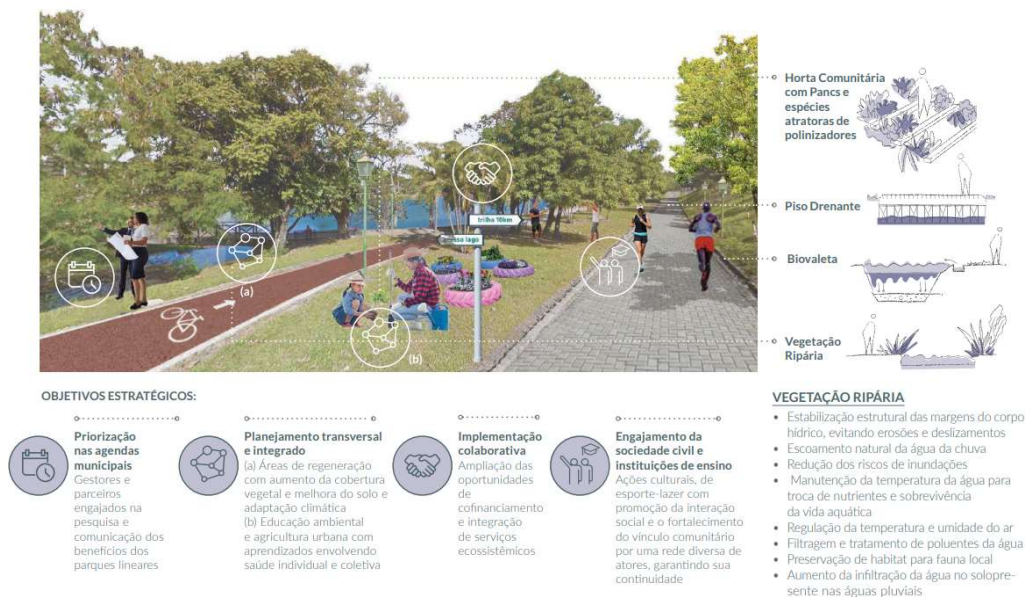 Horta Comunitária
com Pancs e
espécies
atratoras de
polinizadores
Piso Drenante
Biovaleta
Vegetação
Ripária
trilha 10km
acesso lago
(a)
(b)
OBJETIVOS ESTRATÉGICOS:
Priorização
nas agendas
municipais
Gestores e
parceiros
engajados na
pesquisa e
comunicação dos
benefícios dos
parques lineares
Planejamento transversal
e integrado
(a) Áreas de regeneração
com aumento da cobertura
vegetal e melhora do solo e
adaptação climática
(b) Educação ambiental
e agricultura urbana com
aprendizados envolvendo
saúde individual e coletiva
Implementação
colaborativa
Ampliação das
oportunidades
de
cofinanciamento
e integração
de serviços
ecossistêmicos
Engajamento da
sociedade civil e
instituições de ensino
Ações culturais, de
esporte-lazer com
promoção da interação
social e o fortalecimento
do vínculo comunitário
por uma rede diversa de
atores, garantindo sua
continuidade
VEGETAÇÃO RIPÁRIA
• Estabilização estrutural das margens do corpo
hídrico, evitando erosões e deslizamentos
• Escoamento natural da água da chuva
• Redução dos riscos de inundações
• Manutenção da temperatura da água para
troca de nutrientes e sobrevivência
da vida aquática
• Regulação da temperatura e umidade do ar
• Filtragem e tratamento de poluentes da água
• Preservação de habitat para fauna local
• Aumento da infiltração da água no solopre-
sente nas águas pluviais